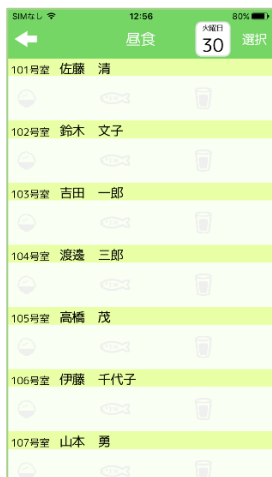 SIMなし 12:56 80%
昼食 火曜日 30 選択
101号室 佐藤 清
102号室 鈴木 文子
103号室 吉田 一郎
104号室 渡邉 三郎
105号室 高橋 茂
106号室 伊藤 千代子
107号室 山本 勇